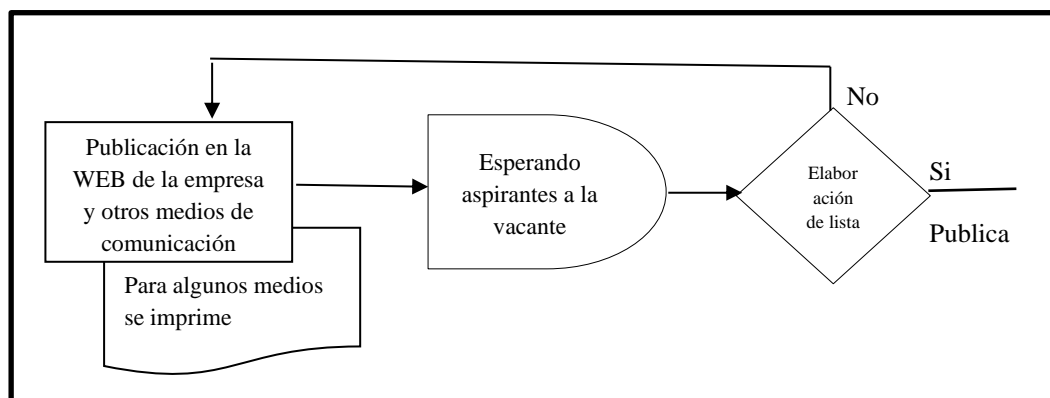 Publicación en la
WEB de la empresa
y otros medios de
comunicación
Para algunos medios
se imprime
Esperando
aspirantes a la
vacante
Elabor
ación
de lista
No
Si
Publica